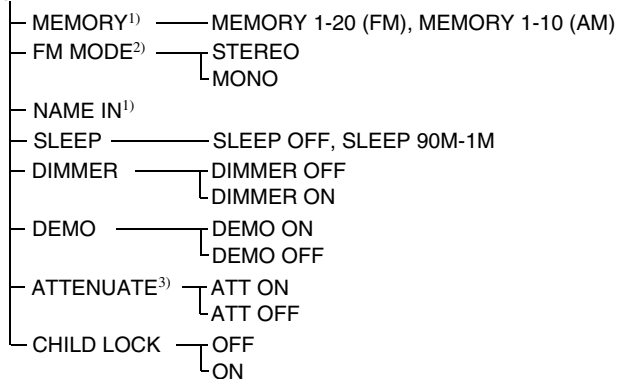 MEMORY1) MEMORY 1-20 (FM), MEMORY 1-10 (AM)
FM MODE2) STEREO
MONO
NAME IN1)
SLEEP SLEEP OFF, SLEEP 90M-1M
DIMMER DIMMER OFF
DIMMER ON
DEMO DEMO ON
DEMO OFF
ATTENUATE3) ATT ON
ATT OFF
CHILD LOCK OFF
ON